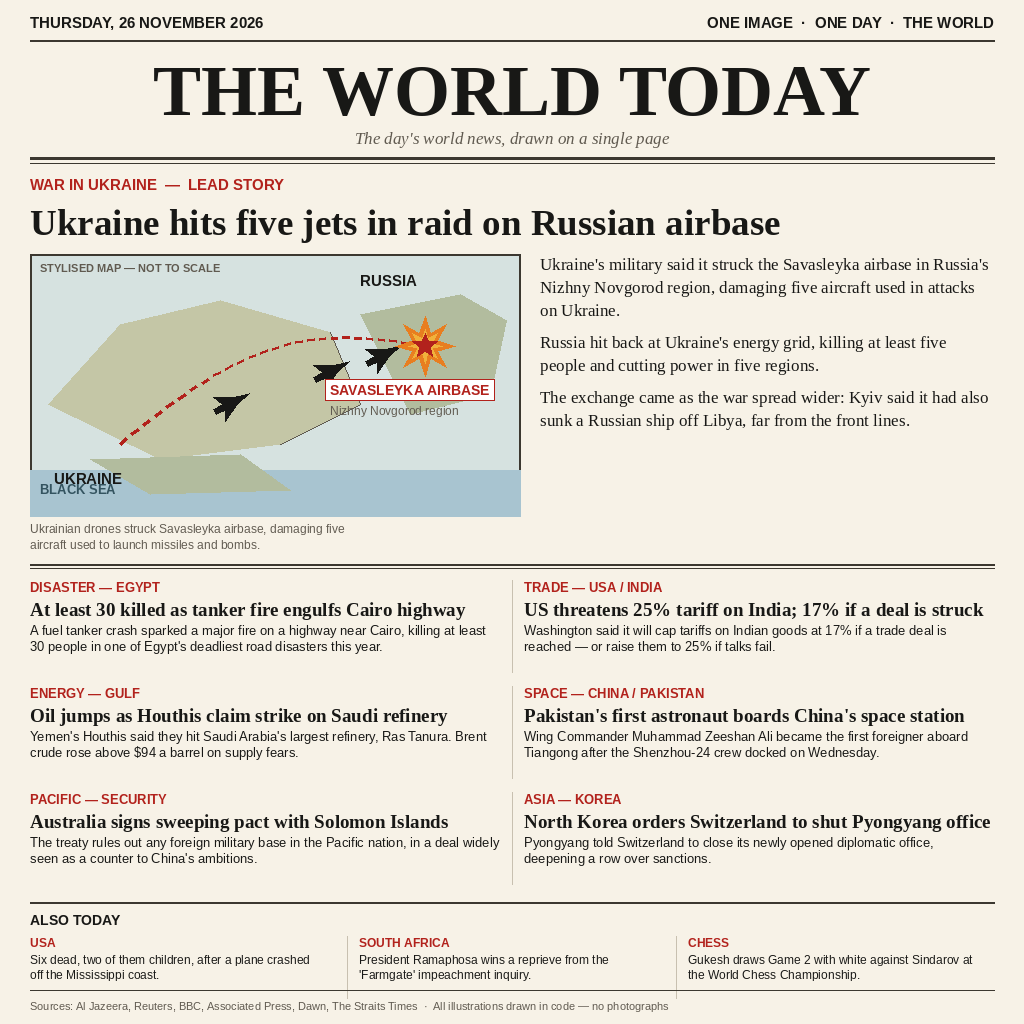 THURSDAY, 26 NOVEMBER 2026
ONE IMAGE · ONE DAY · THE WORLD
THE WORLD TODAY
The day's world news, drawn on a single page
WAR IN UKRAINE — LEAD STORY
Ukraine hits five jets in raid on Russian airbase
STYLISED MAP — NOT TO SCALE
RUSSIA
SAVASLEYKA AIRBASE
Nizhny Novgorod region
UKRAINE
BLACK SEA
Ukrainian drones struck Savasleyka airbase, damaging five
aircraft used to launch missiles and bombs.
Ukraine's military said it struck the Savasleyka airbase in Russia's
Nizhny Novgorod region, damaging five aircraft used in attacks
on Ukraine.
Russia hit back at Ukraine's energy grid, killing at least five
people and cutting power in five regions.
The exchange came as the war spread wider: Kyiv said it had also
sunk a Russian ship off Libya, far from the front lines.
DISASTER — EGYPT
At least 30 killed as tanker fire engulfs Cairo highway
A fuel tanker crash sparked a major fire on a highway near Cairo, killing at least
30 people in one of Egypt's deadliest road disasters this year.
TRADE — USA / INDIA
US threatens 25% tariff on India; 17% if a deal is struck
Washington said it will cap tariffs on Indian goods at 17% if a trade deal is
reached — or raise them to 25% if talks fail.
ENERGY — GULF
Oil jumps as Houthis claim strike on Saudi refinery
Yemen's Houthis said they hit Saudi Arabia's largest refinery, Ras Tanura. Brent
crude rose above $94 a barrel on supply fears.
SPACE — CHINA / PAKISTAN
Pakistan's first astronaut boards China's space station
Wing Commander Muhammad Zeeshan Ali became the first foreigner aboard
Tiangong after the Shenzhou-24 crew docked on Wednesday.
PACIFIC — SECURITY
Australia signs sweeping pact with Solomon Islands
The treaty rules out any foreign military base in the Pacific nation, in a deal widely
seen as a counter to China's ambitions.
ASIA — KOREA
North Korea orders Switzerland to shut Pyongyang office
Pyongyang told Switzerland to close its newly opened diplomatic office,
deepening a row over sanctions.
ALSO TODAY
USA
Six dead, two of them children, after a plane crashed
off the Mississippi coast.
SOUTH AFRICA
President Ramaphosa wins a reprieve from the
'Farmgate' impeachment inquiry.
CHESS
Gukesh draws Game 2 with white against Sindarov at
the World Chess Championship.
Sources: Al Jazeera, Reuters, BBC, Associated Press, Dawn, The Straits Times · All illustrations drawn in code — no photographs